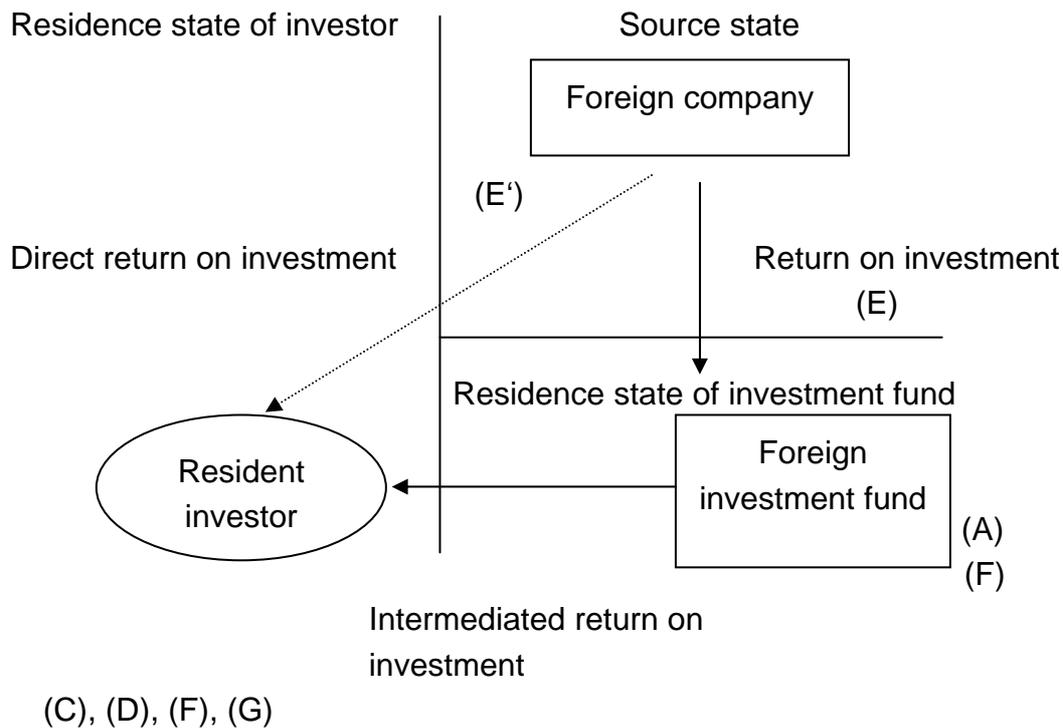 Residence state of investor
Source state
Foreign company
(E‘)
Direct return on investment
Return on investment
(E)
Residence state of investment fund
Resident
investor
Foreign
investment fund
(A)
(F)
Intermediated return on
investment
(C), (D), (F), (G)